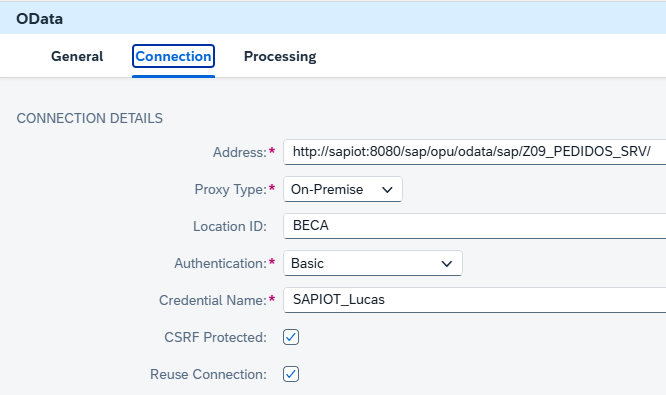 OData
General Connection Processing
CONNECTION DETAILS
Address:* http://sapiot:8080/sap/opu/odata/sap/Z09_PEDIDOS_SRV/
Proxy Type:* On-Premise
Location ID: BECA
Authentication:* Basic
Credential Name:* SAPIOT_Lucas
CSRF Protected:
Reuse Connection: